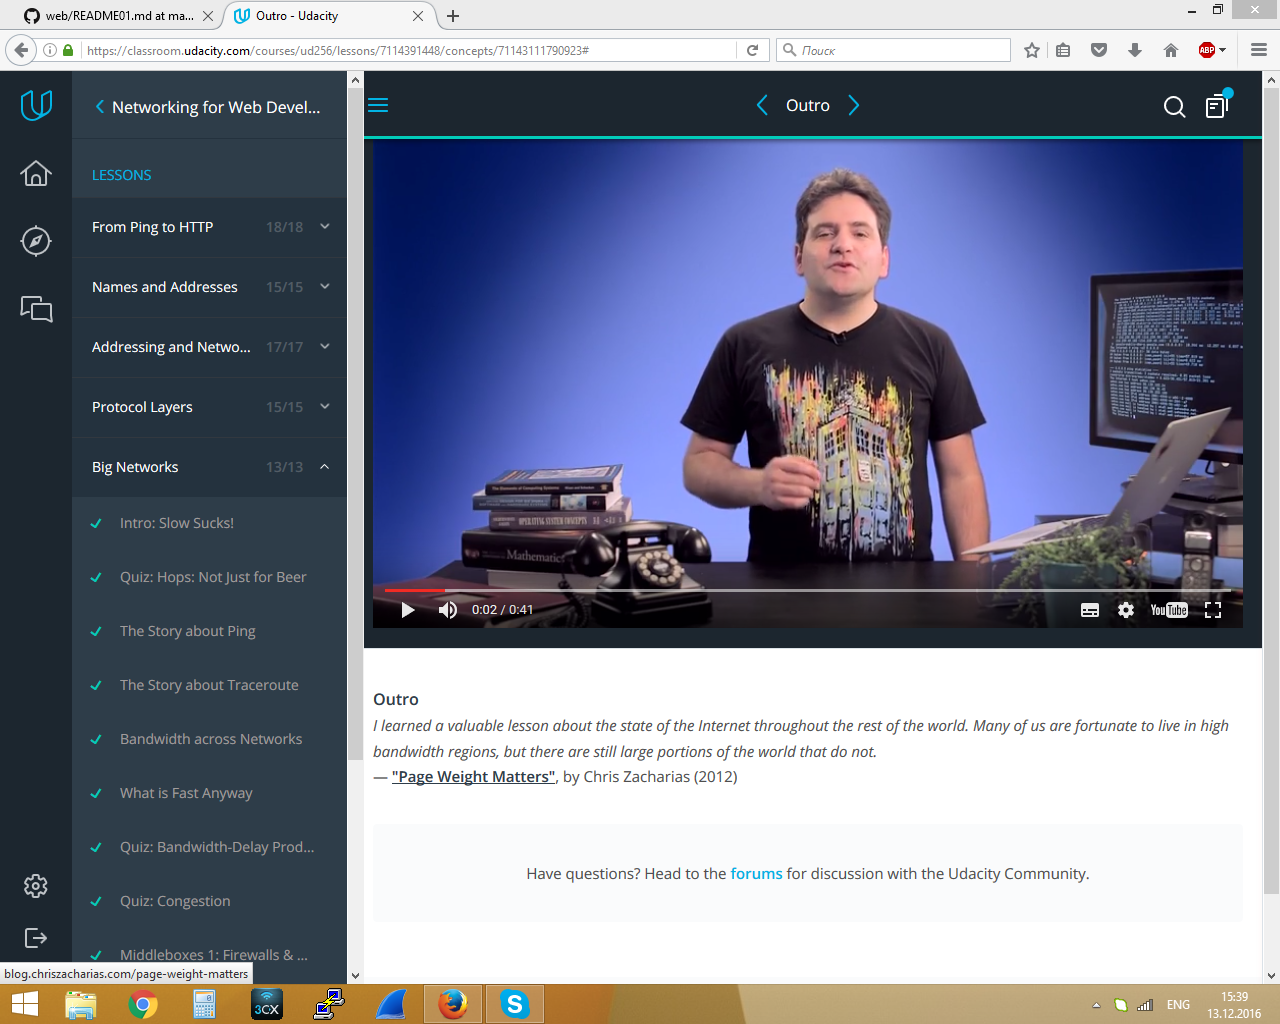 web/README01.md at ma...
Outro - Udacity
https://classroom.udacity.com/courses/ud256/lessons/7114391448/concepts/71143111790923#
Поиск
ABP
Networking for Web Devel...
Outro
LESSONS
From Ping to HTTP 18/18
Names and Addresses 15/15
Addressing and Netwo... 17/17
Protocol Layers 15/15
Big Networks 13/13
Intro: Slow Sucks!
Quiz: Hops: Not Just for Beer
The Story about Ping
The Story about Traceroute
Bandwidth across Networks
What is Fast Anyway
Quiz: Bandwidth-Delay Prod...
Quiz: Congestion
Middleboxes 1: Firewalls & ...
OPERATING SYSTEM CONCEPTS
Mathematics
0:02 / 0:41
YouTube
Outro
I learned a valuable lesson about the state of the Internet throughout the rest of the world. Many of us are fortunate to live in high
bandwidth regions, but there are still large portions of the world that do not.
— "Page Weight Matters", by Chris Zacharias (2012)
Have questions? Head to the forums for discussion with the Udacity Community.
blog.chriszacharias.com/page-weight-matters
3CX
ENG
15:39
13.12.2016